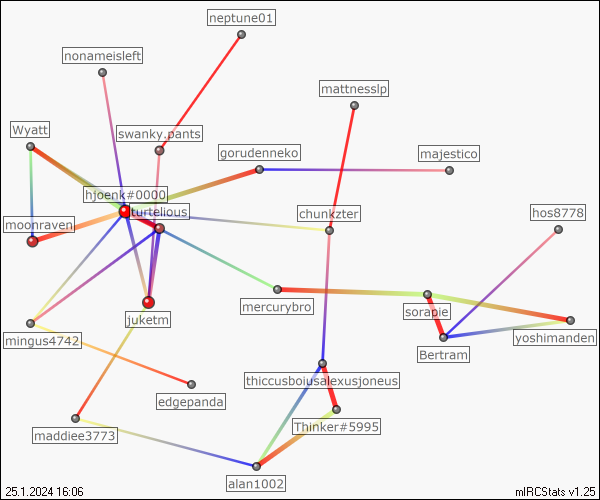 neptune01
nonameisleft
mattnesslp
Wyatt
swanky.pants
gorudenneko
majestico
hjoenk#0000
turtelious
moonraven
chunkzter
hos8778
mercurybro
sorapie
juketm
mingus4742
yoshimanden
Bertram
thiccusboiusalexusjoneus
edgepanda
Thinker#5995
maddiee3773
alan1002
25.1.2024 16:06
mIRCStats v1.25